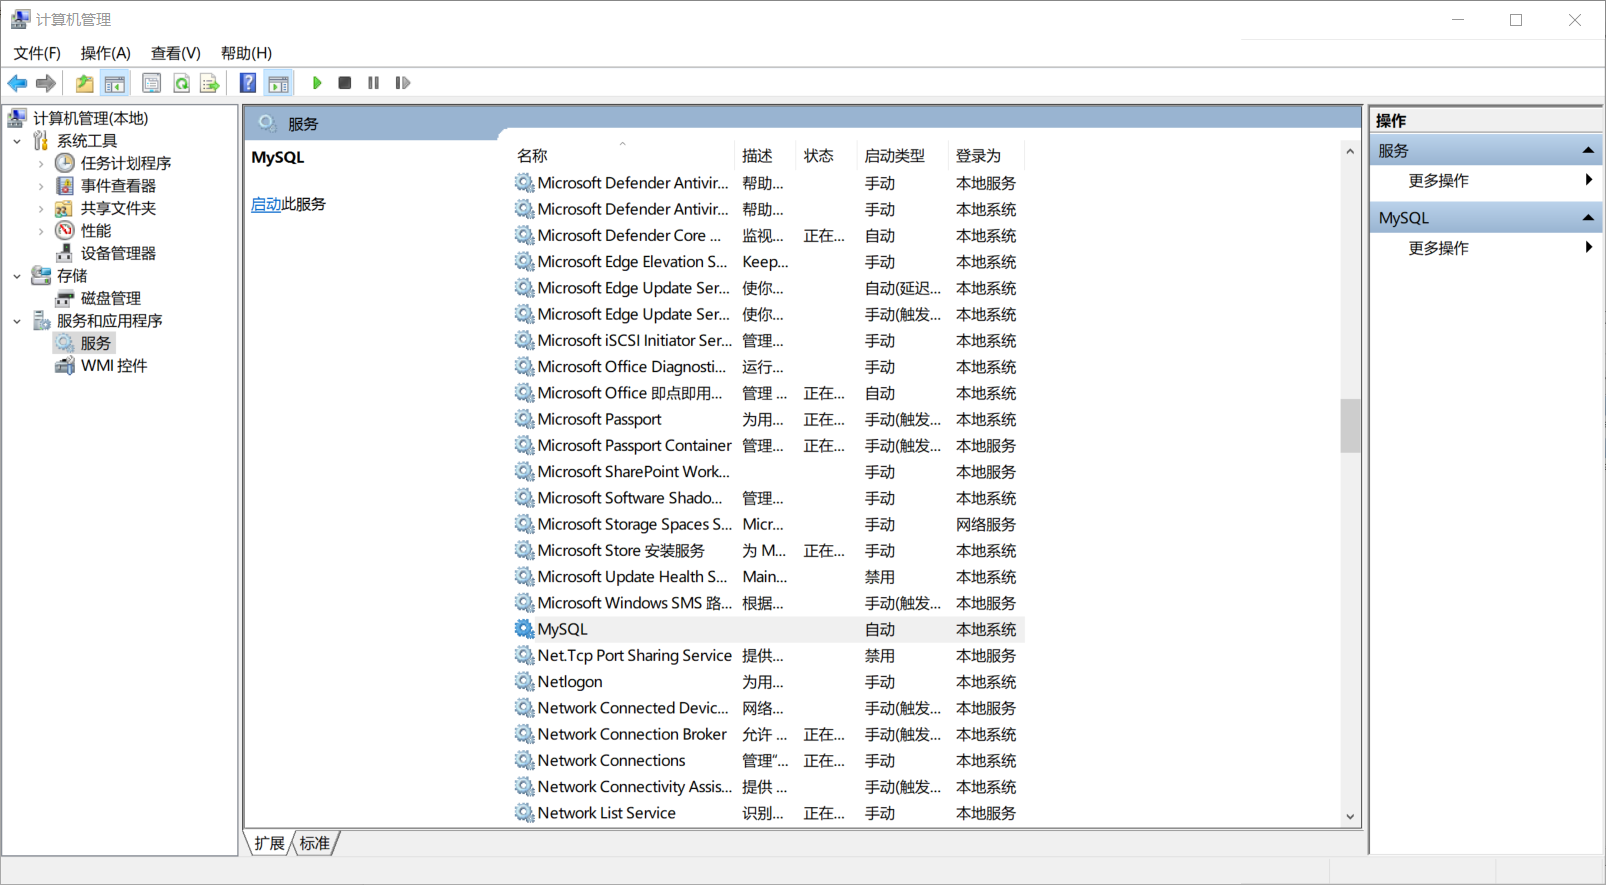 计算机管理
文件(F) 操作(A) 查看(V) 帮助(H)
计算机管理(本地)
系统工具
任务计划程序
事件查看器
共享文件夹
性能
设备管理器
存储
磁盘管理
服务和应用程序
服务
WMI 控件
服务
MySQL
启动此服务
名称 描述 状态 启动类型 登录为
Microsoft Defender Antivir... 帮助... 手动 本地服务
Microsoft Defender Antivir... 帮助... 手动 本地系统
Microsoft Defender Core ... 监视... 正在... 自动 本地系统
Microsoft Edge Elevation S... Keep... 手动 本地系统
Microsoft Edge Update Ser... 使你... 自动(延迟... 本地系统
Microsoft Edge Update Ser... 使你... 手动(触发... 本地系统
Microsoft iSCSI Initiator Ser... 管理... 手动 本地系统
Microsoft Office Diagnosti... 运行... 手动 本地系统
Microsoft Office 即点即用... 管理 ... 正在... 自动 本地系统
Microsoft Passport 为用... 正在... 手动(触发... 本地系统
Microsoft Passport Container 管理... 正在... 手动(触发... 本地服务
Microsoft SharePoint Work... 手动 本地服务
Microsoft Software Shado... 管理... 手动 本地系统
Microsoft Storage Spaces S... Micr... 手动 网络服务
Microsoft Store 安装服务 为 M... 正在... 手动 本地系统
Microsoft Update Health S... Main... 禁用 本地系统
Microsoft Windows SMS 路... 根据... 手动(触发... 本地服务
MySQL 自动 本地系统
Net.Tcp Port Sharing Service 提供... 禁用 本地服务
Netlogon 为用... 手动 本地系统
Network Connected Devic... 网络... 手动(触发... 本地服务
Network Connection Broker 允许 ... 正在... 手动(触发... 本地系统
Network Connections 管理“... 正在... 手动 本地系统
Network Connectivity Assis... 提供 ... 手动(触发... 本地系统
Network List Service 识别... 正在... 手动 本地服务
扩展 标准
操作
服务
更多操作
MySQL
更多操作